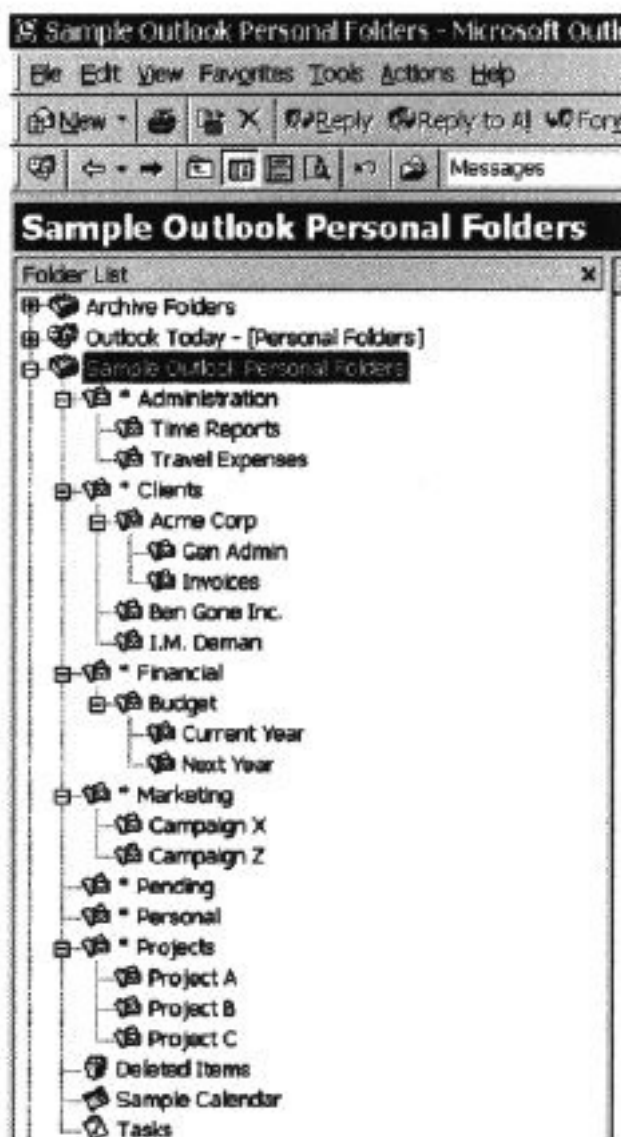 Sample Outlook Personal Folders - Microsoft Outl
File Edit View Favorites Tools Actions Help
New Reply Reply to All Forw
Messages
Sample Outlook Personal Folders
Folder List x
Archive Folders
Outlook Today - [Personal Folders]
Sample Outlook Personal Folders
* Administration
Time Reports
Travel Expenses
* Clients
Acme Corp
Gen Admin
Invoices
Ben Gone Inc.
I.M. Deman
* Financial
Budget
Current Year
Next Year
* Marketing
Campaign X
Campaign Z
* Pending
* Personal
* Projects
Project A
Project B
Project C
Deleted Items
Sample Calendar
Tasks